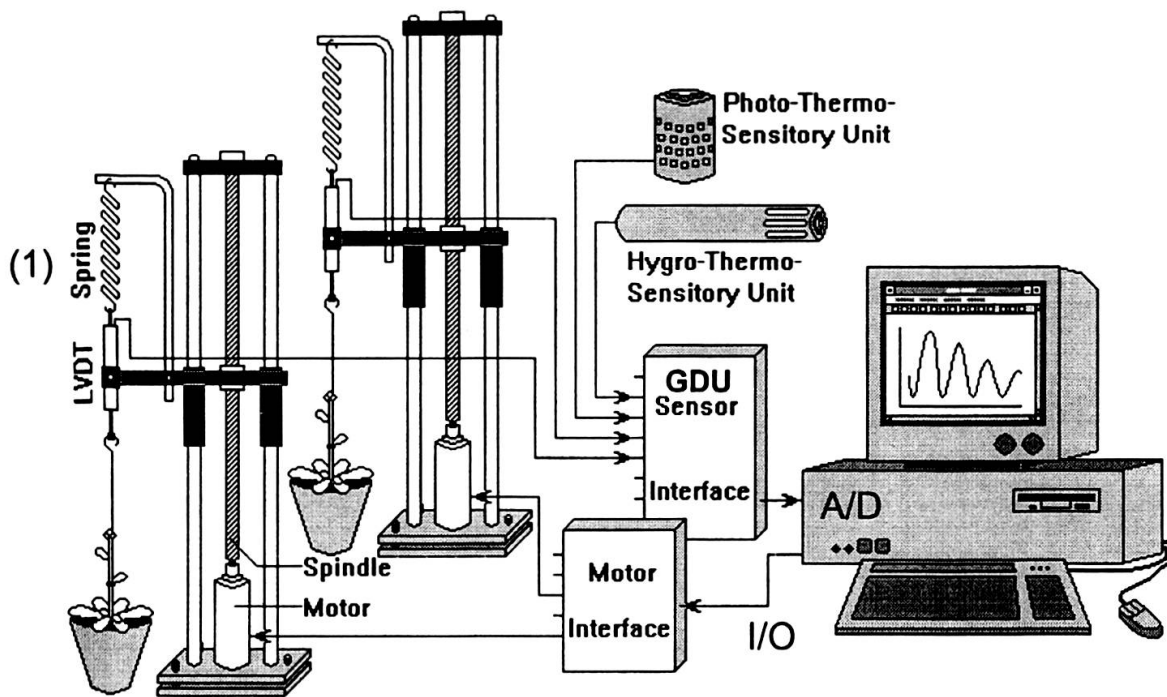 Photo-Thermo-
Sensitory Unit
(1)
Spring
LVDT
Hygro-Thermo-
Sensitory Unit
GDU
Sensor
Interface
A/D
Spindle
Motor
Motor
Interface
I/O